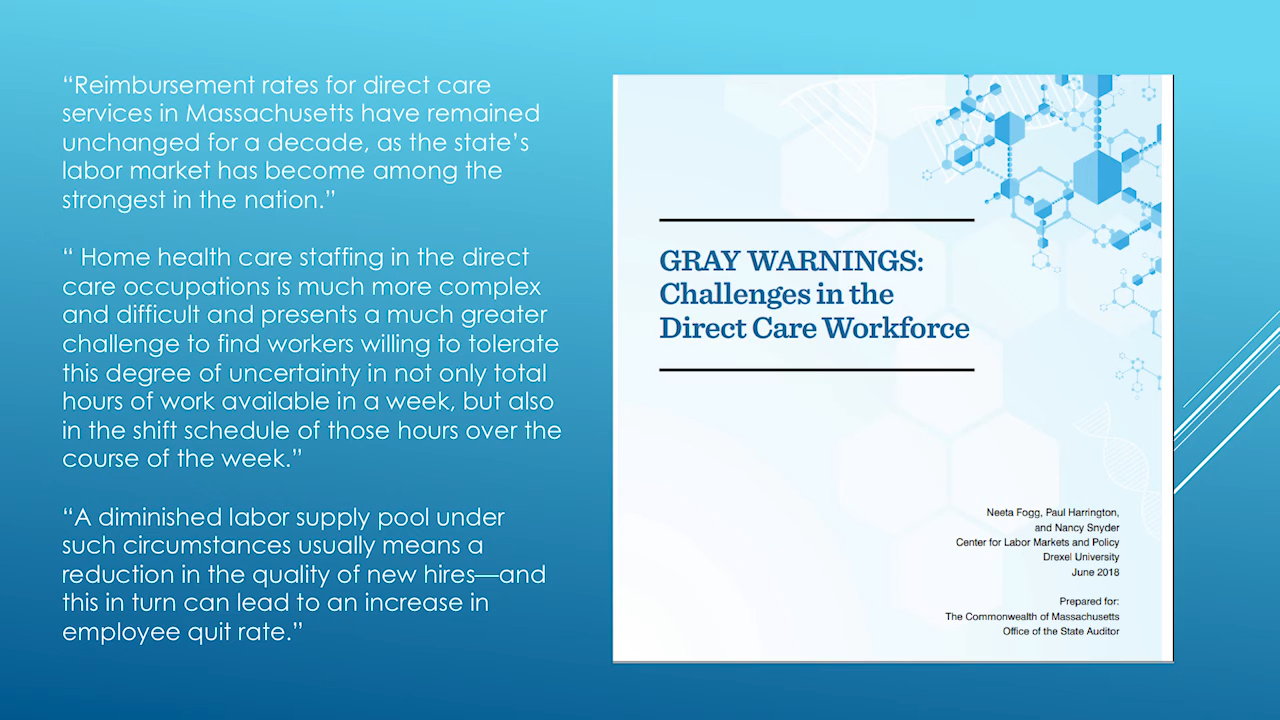 “Reimbursement rates for direct care
services in Massachusetts have remained
unchanged for a decade, as the state’s
labor market has become among the
strongest in the nation.”
“ Home health care staffing in the direct
care occupations is much more complex
and difficult and presents a much greater
challenge to find workers willing to tolerate
this degree of uncertainty in not only total
hours of work available in a week, but also
in the shift schedule of those hours over the
course of the week.”
“A diminished labor supply pool under
such circumstances usually means a
reduction in the quality of new hires—and
this in turn can lead to an increase in
employee quit rate.”
GRAY WARNINGS:
Challenges in the
Direct Care Workforce
Neeta Fogg, Paul Harrington,
and Nancy Snyder
Center for Labor Markets and Policy
Drexel University
June 2018
Prepared for:
The Commonwealth of Massachusetts
Office of the State Auditor